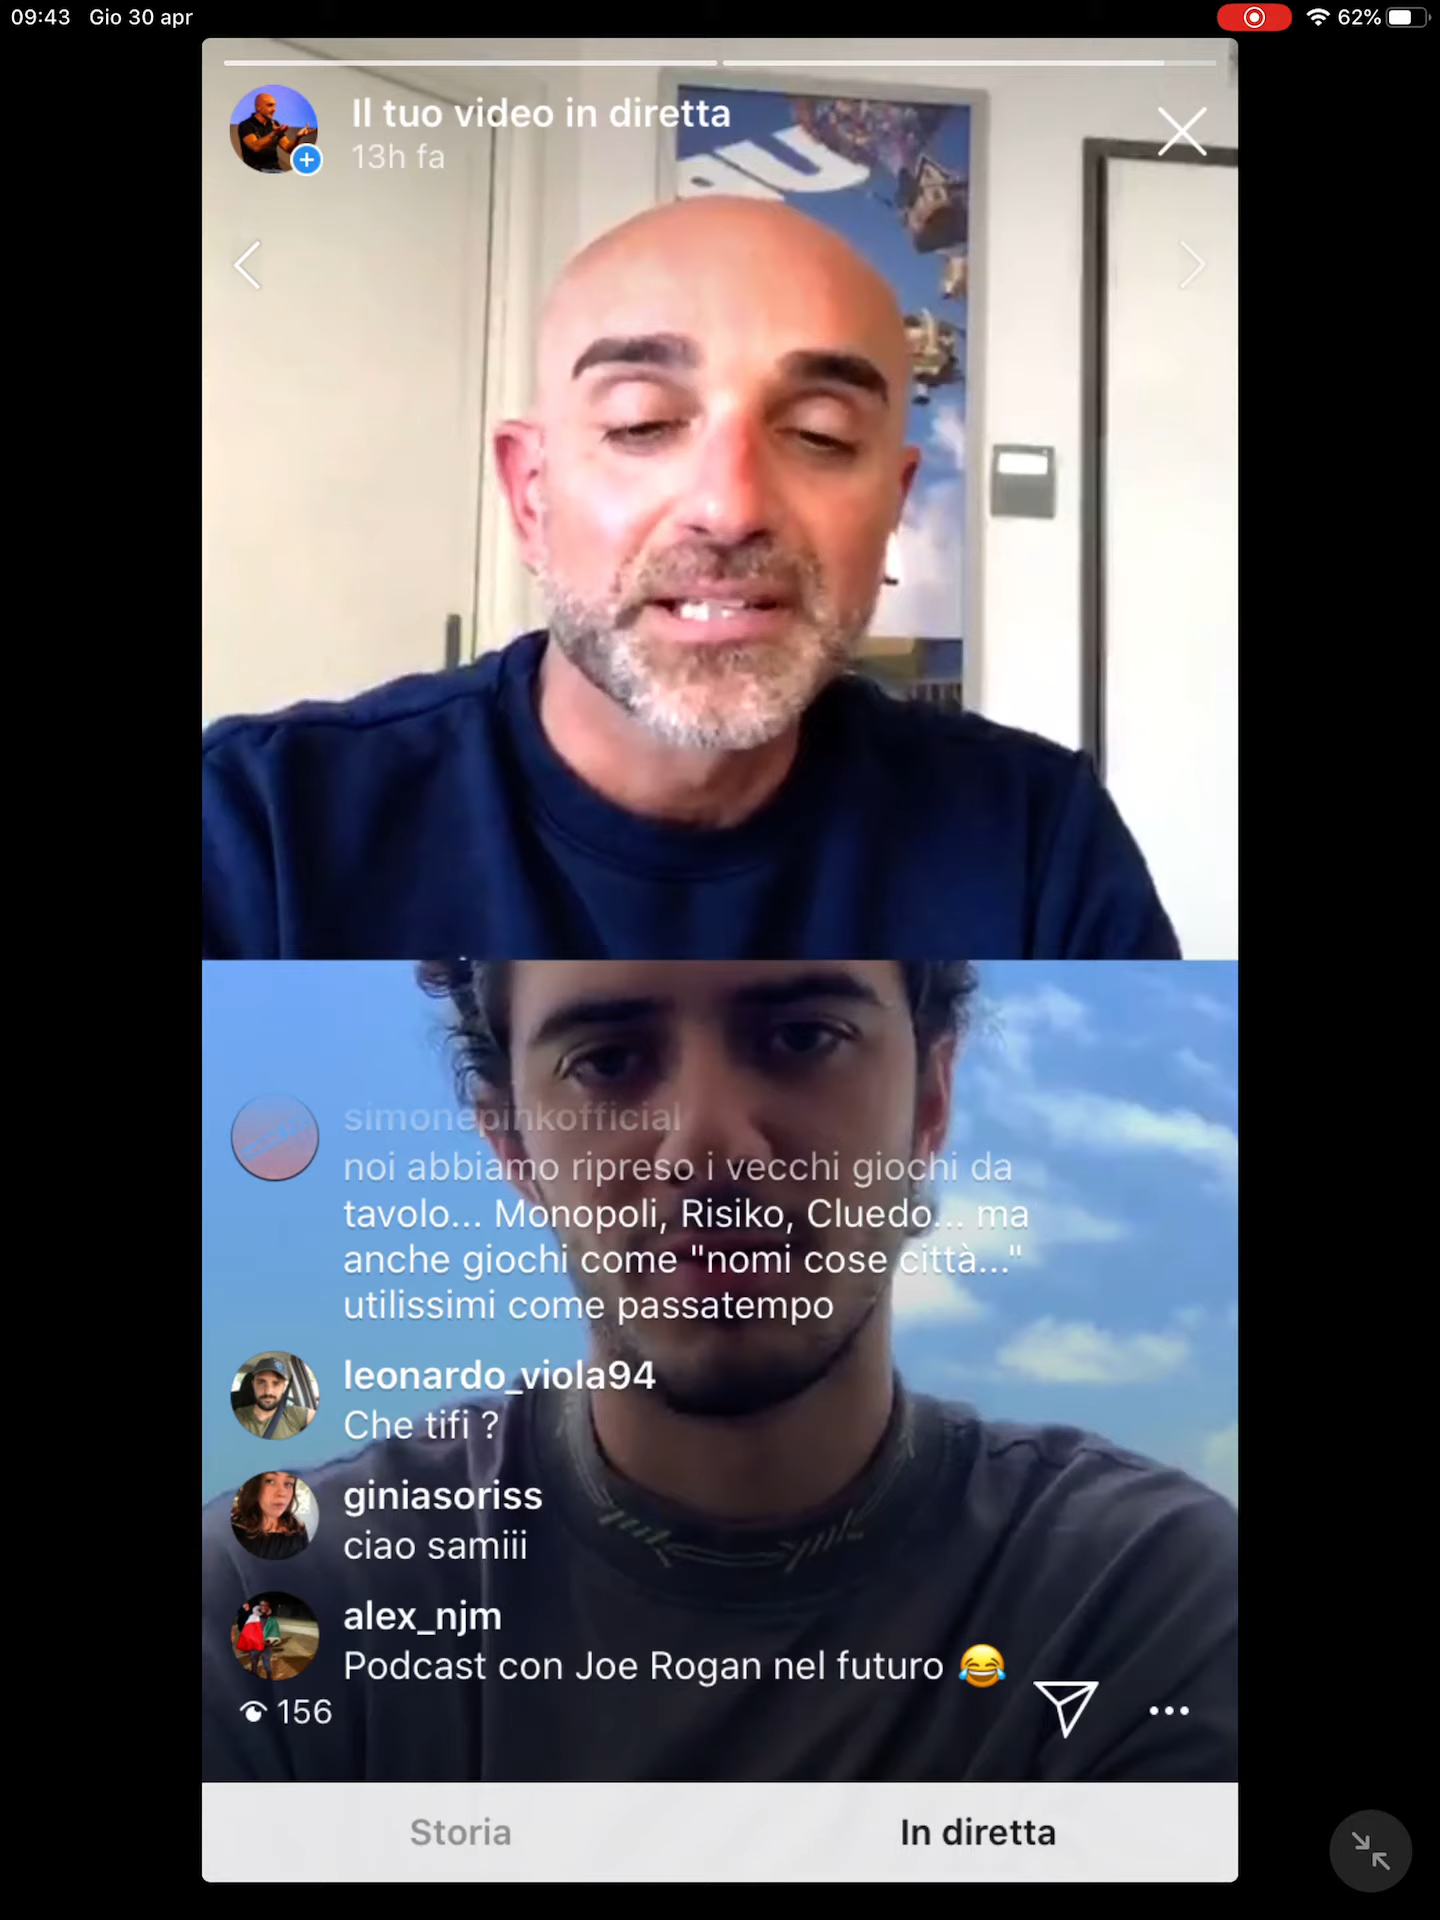 09:43 Gio 30 apr
62%
Il tuo video in diretta
13h fa
UP
simonepinkofficial
noi abbiamo ripreso i vecchi giochi da
tavolo... Monopoli, Risiko, Cluedo... ma
anche giochi come "nomi cose città..."
utilissimi come passatempo
leonardo_viola94
Che tifi ?
giniasoriss
ciao samiii
alex_njm
Podcast con Joe Rogan nel futuro 😂
156
Storia
In diretta